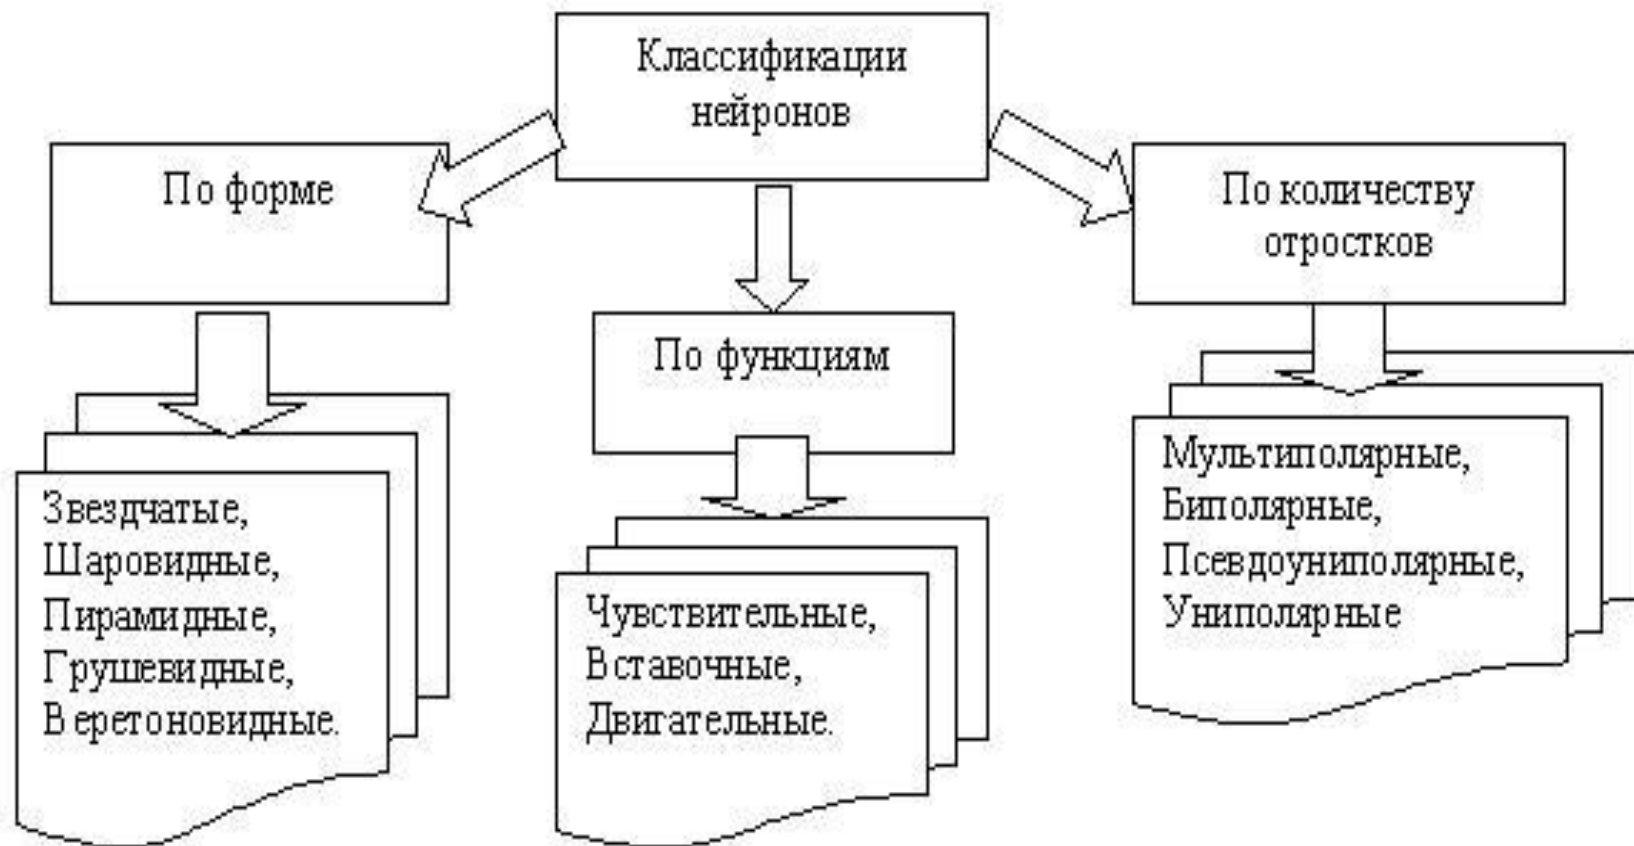 Классификации
нейронов
По форме
По функциям
По количеству
отростков
Звездчатые,
Шаровидные,
Пирамидные,
Грушевидные,
Веретоновидные.
Чувствительные,
Вставочные,
Двигательные.
Мультиполярные,
Биполярные,
Псевдоуниполярные,
Униполярные